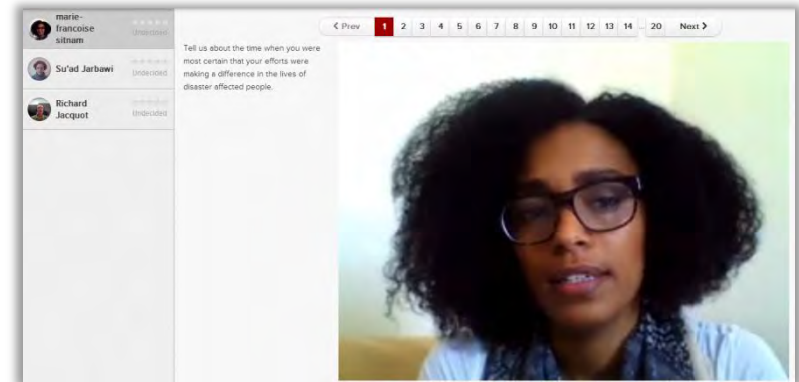 marie-
francoise
sitnam
Undecided
Su'ad Jarbawi
Undecided
Richard
Jacquot
Undecided
Prev 1 2 3 4 5 6 7 8 9 10 11 12 13 14 ... 20 Next
Tell us about the time when you were
most certain that your efforts were
making a difference in the lives of
disaster affected people.